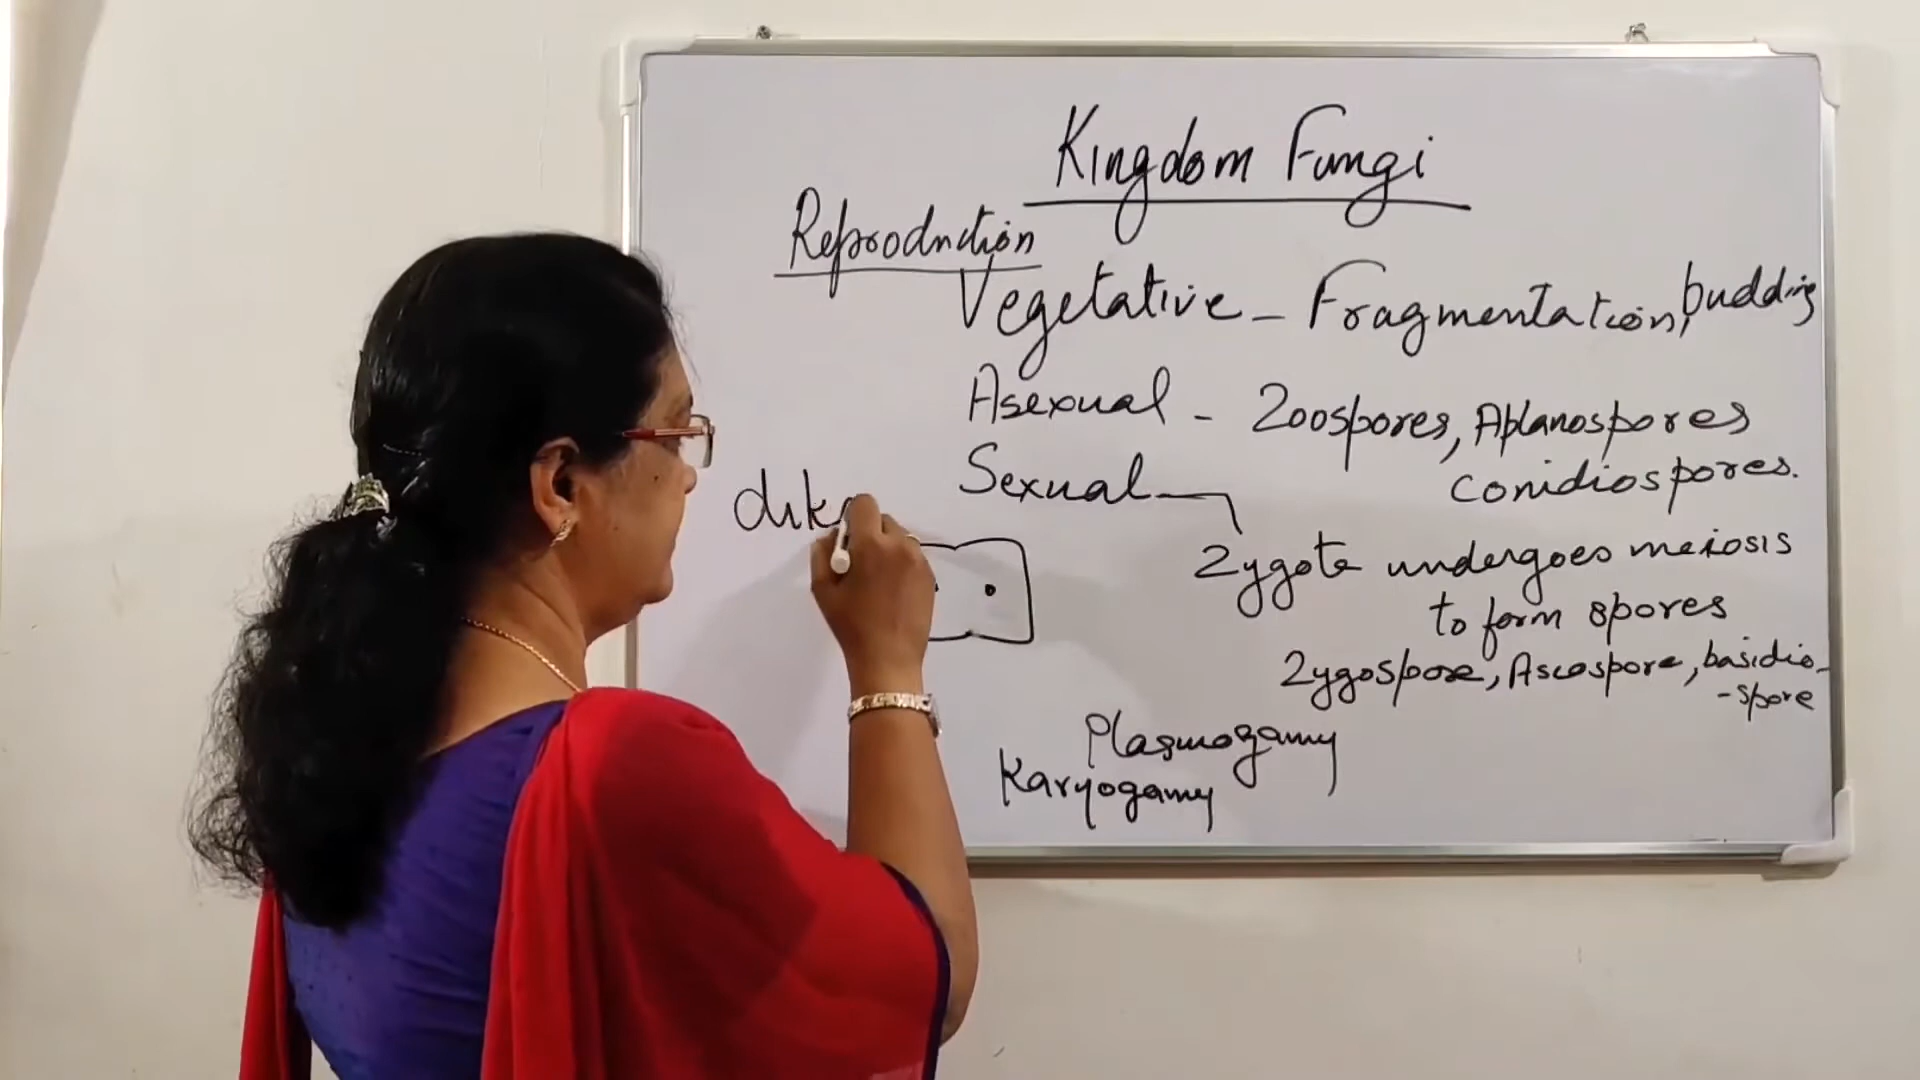 Kingdom Fungi
Reproduction
Vegetative - Fragmentation, budding
Asexual - Zoospores, Aplanospores
conidiospores.
Sexual
dik
Zygote undergoes meiosis
to form spores
Zygospore, Ascospore, basidio-
-spore
Plasmogamy
Karyogamy